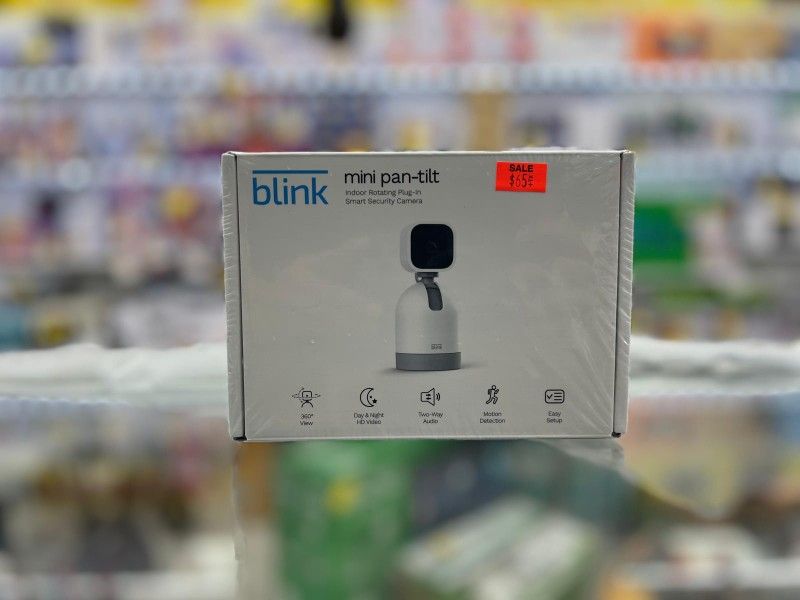 blink
mini pan-tilt
Indoor Rotating Plug-In
Smart Security Camera
SALE
blink
360°
View
Day & Night
HD Video
Two-Way
Audio
Motion
Detection
Easy
Setup